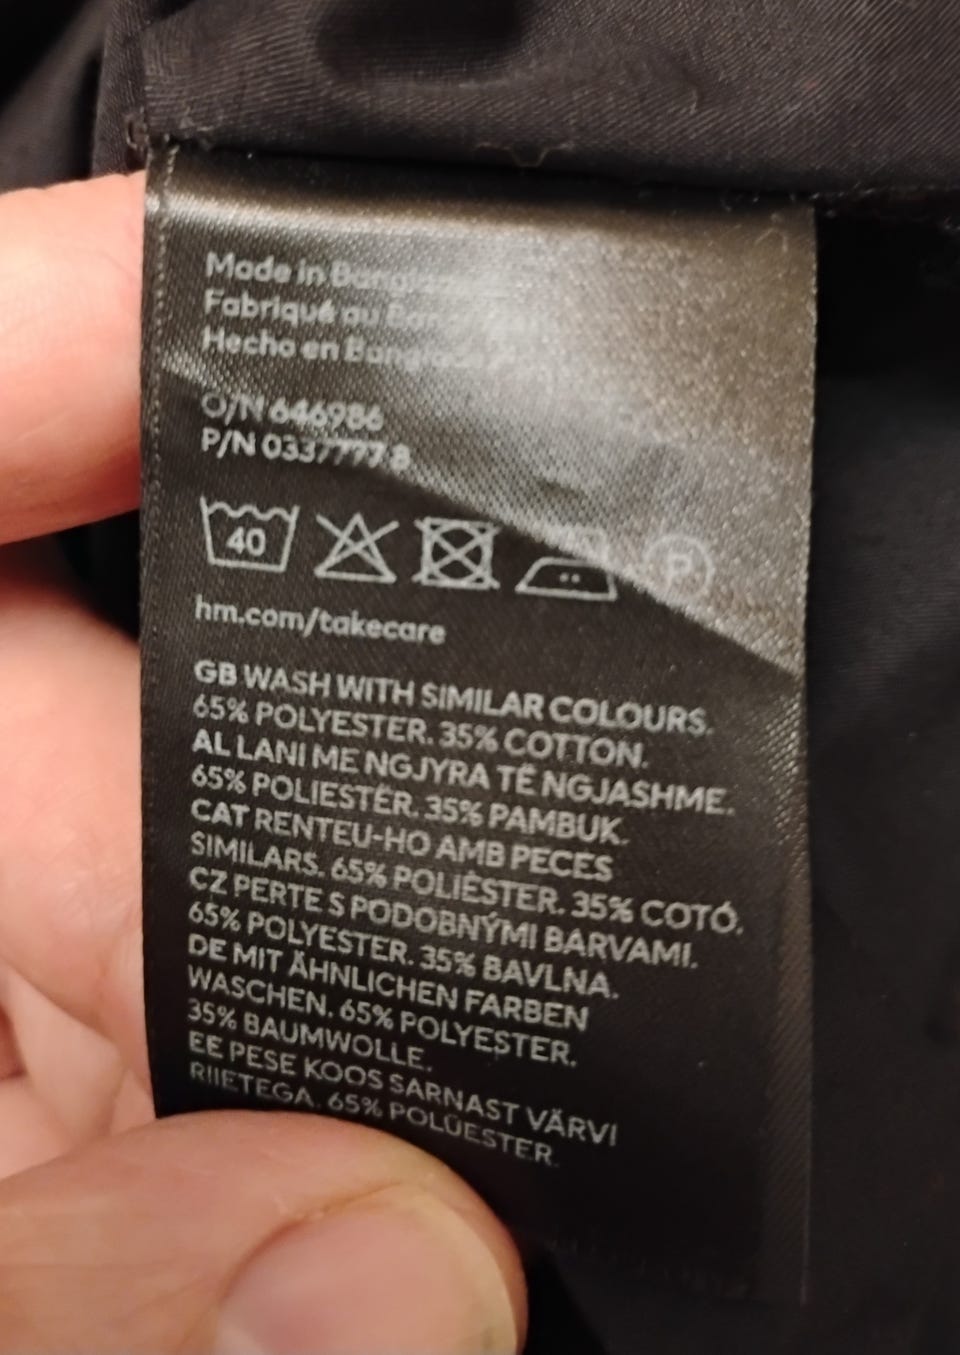 Made in
Fabriqué au
Hecho en
O/N 646986
P/N
40
P
hm.com/takecare
GB WASH WITH SIMILAR COLOURS.
65% POLYESTER. 35% COTTON.
AL LANI ME NGJYRA TË NGJASHME.
65% POLIESTËR. 35% PAMBUK.
CAT RENTEU-HO AMB PECES
SIMILARS. 65% POLIÈSTER. 35% COTÓ.
CZ PERTE S PODOBNÝMI BARVAMI.
65% POLYESTER. 35% BAVLNA.
DE MIT ÄHNLICHEN FARBEN
WASCHEN. 65% POLYESTER.
35% BAUMWOLLE.
EE PESE KOOS SARNAST VÄRVI
RIIETEGA. 65% POLÜESTER.